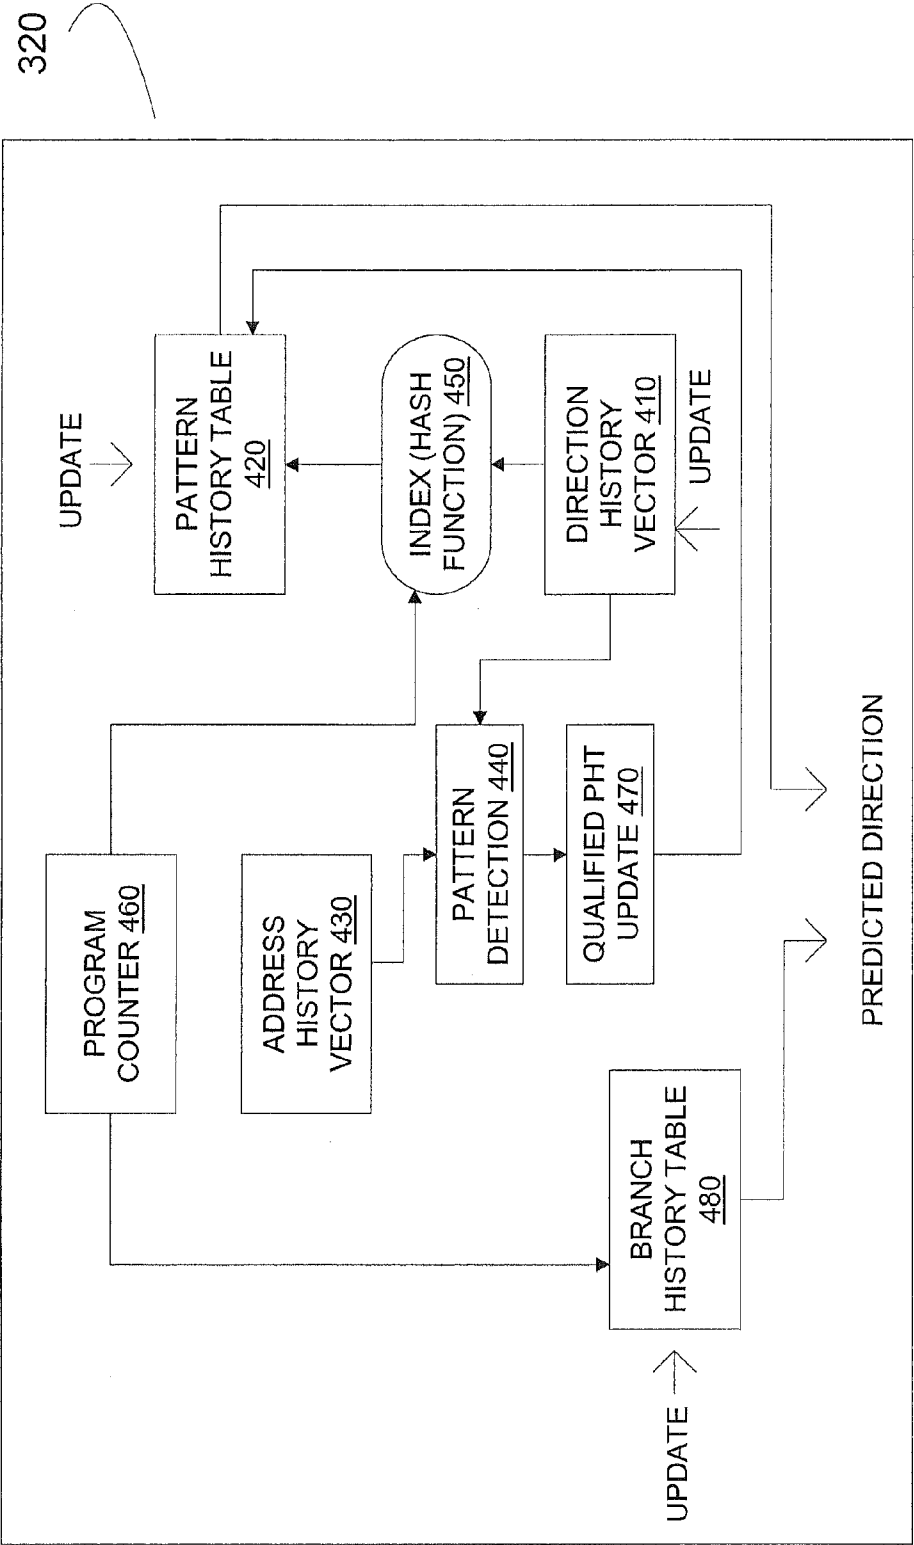 320
UPDATE
PATTERN
HISTORY TABLE
420
INDEX (HASH
FUNCTION) 450
DIRECTION
HISTORY
VECTOR 410
UPDATE
PROGRAM
COUNTER 460
ADDRESS
HISTORY
VECTOR 430
PATTERN
DETECTION 440
QUALIFIED PHT
UPDATE 470
BRANCH
HISTORY TABLE
480
UPDATE
PREDICTED DIRECTION